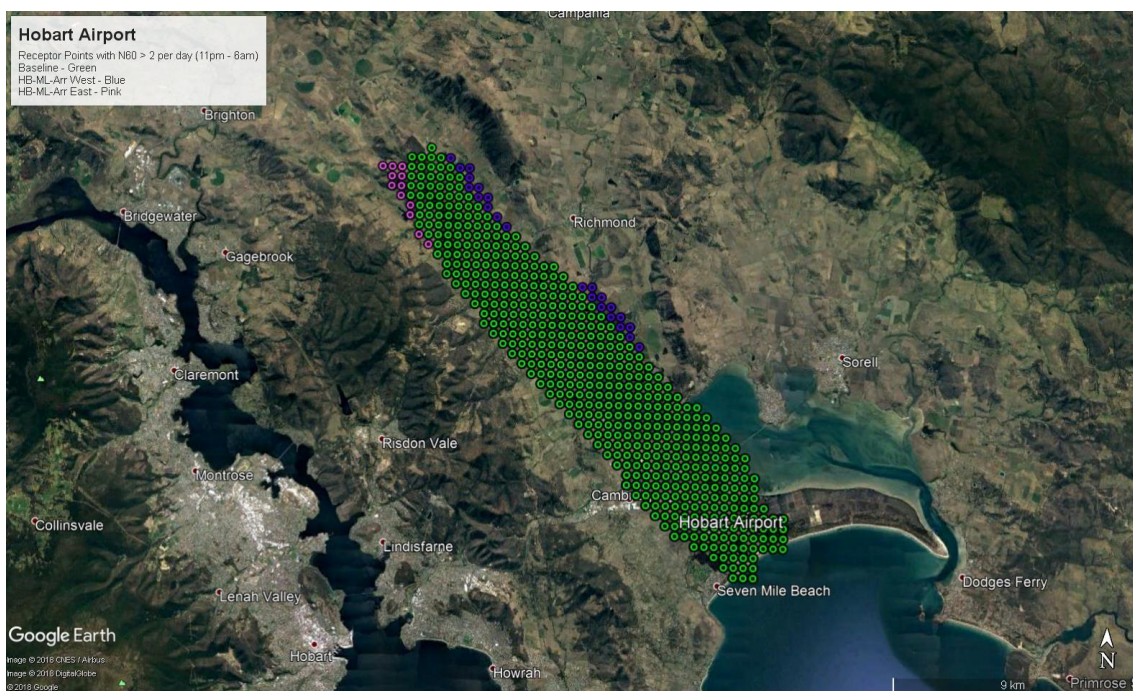 Campania
Hobart Airport
Receptor Points with N60 > 2 per day (11pm - 6am)
Baseline - Green
HB-ML-Arr West - Blue
HB-ML-Arr East - Pink
Brighton
Bridgewater
Richmond
Gagebrook
Sorell
Claremont
Risdon Vale
Montrose
Cambi
Collinsvale
Hobart Airport
Lindisfarne
Dodges Ferry
Seven Mile Beach
Lenah Valley
Google Earth
Hobart
Image © 2018 CNES / Airbus
Image © 2018 DigitalGlobe
© 2018 Google
Howrah
N
9 km
Primrose